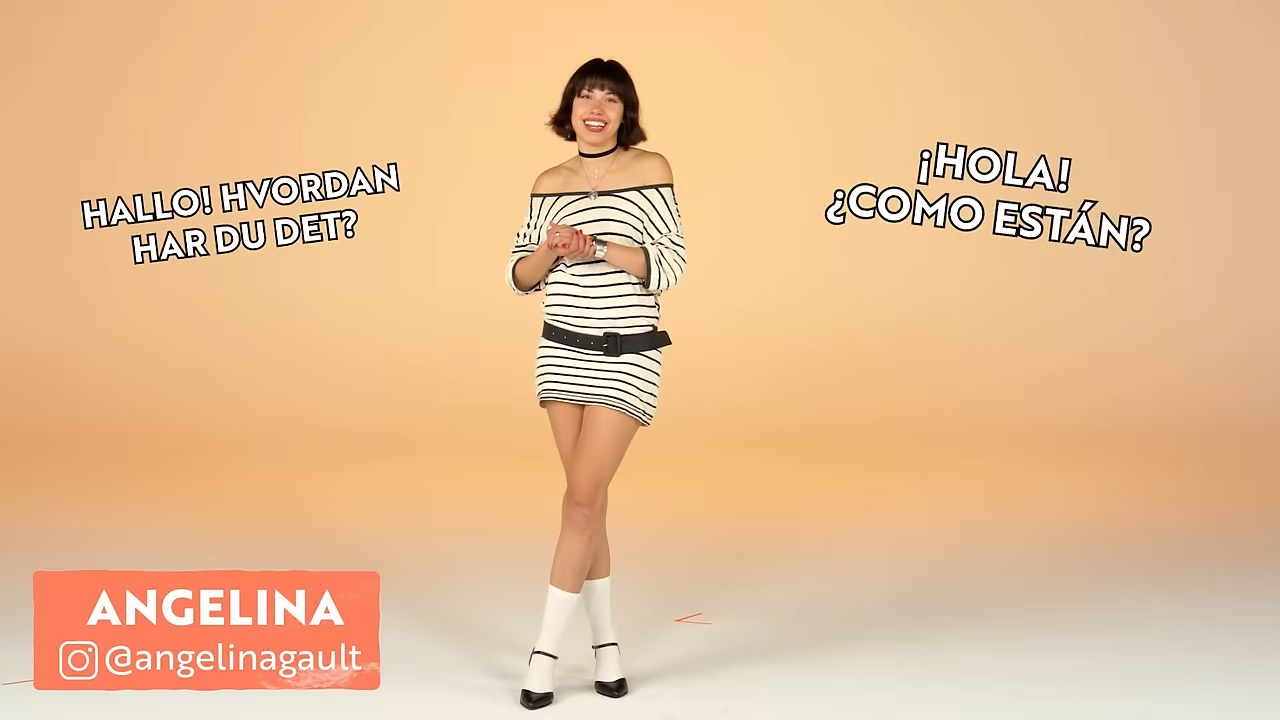 HALLO! HVORDAN
HAR DU DET?
¡HOLA!
¿COMO ESTÁN?
ANGELINA
@angelinagault